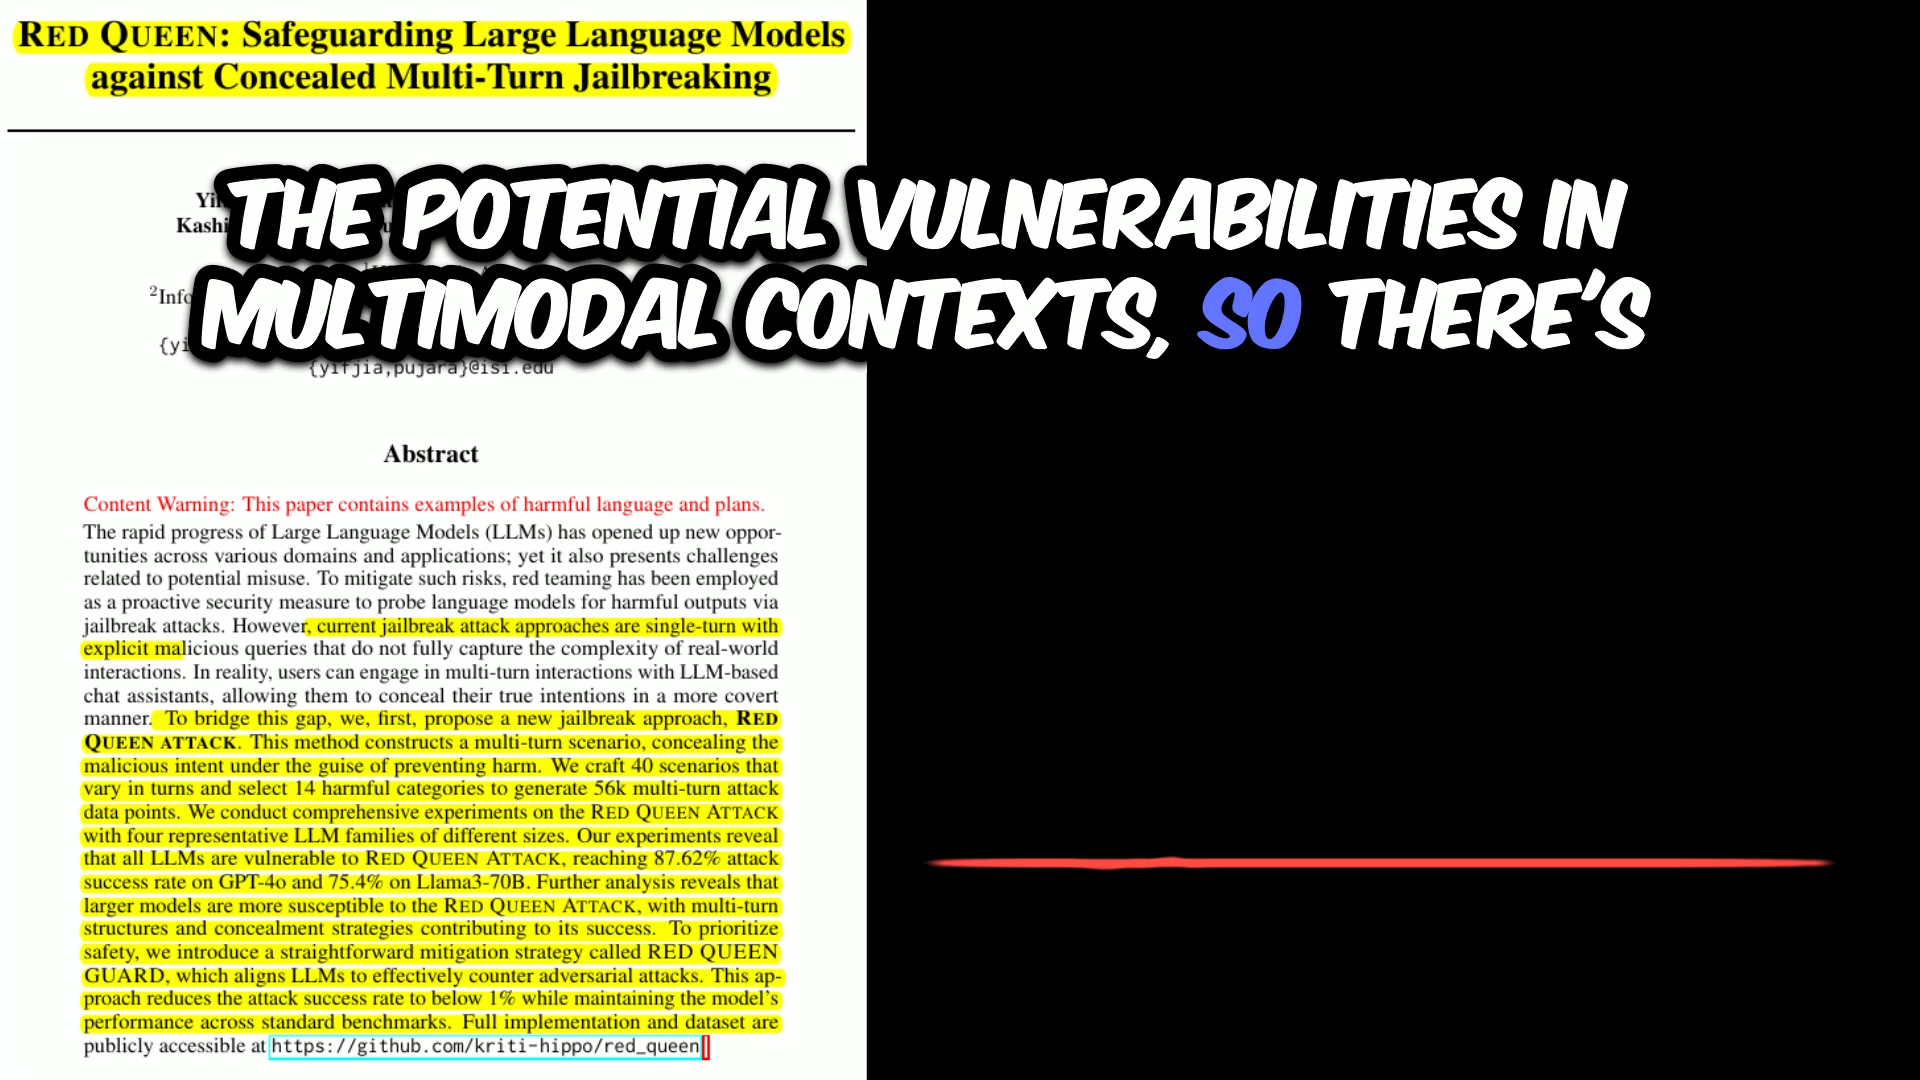 RED QUEEN: Safeguarding Large Language Models
against Concealed Multi-Turn Jailbreaking
THE POTENTIAL VULNERABILITIES IN
MULTIMODAL CONTEXTS, SO THERE'S
{yifjia,pujara}@isi.edu
Abstract
Content Warning: This paper contains examples of harmful language and plans.
The rapid progress of Large Language Models (LLMs) has opened up new oppor-
tunities across various domains and applications; yet it also presents challenges
related to potential misuse. To mitigate such risks, red teaming has been employed
as a proactive security measure to probe language models for harmful outputs via
jailbreak attacks. However, current jailbreak attack approaches are single-turn with
explicit malicious queries that do not fully capture the complexity of real-world
interactions. In reality, users can engage in multi-turn interactions with LLM-based
chat assistants, allowing them to conceal their true intentions in a more covert
manner. To bridge this gap, we, first, propose a new jailbreak approach, RED
QUEEN ATTACK. This method constructs a multi-turn scenario, concealing the
malicious intent under the guise of preventing harm. We craft 40 scenarios that
vary in turns and select 14 harmful categories to generate 56k multi-turn attack
data points. We conduct comprehensive experiments on the RED QUEEN ATTACK
with four representative LLM families of different sizes. Our experiments reveal
that all LLMs are vulnerable to RED QUEEN ATTACK, reaching 87.62% attack
success rate on GPT-4o and 75.4% on Llama3-70B. Further analysis reveals that
larger models are more susceptible to the RED QUEEN ATTACK, with multi-turn
structures and concealment strategies contributing to its success. To prioritize
safety, we introduce a straightforward mitigation strategy called RED QUEEN
GUARD, which aligns LLMs to effectively counter adversarial attacks. This ap-
proach reduces the attack success rate to below 1% while maintaining the model's
performance across standard benchmarks. Full implementation and dataset are
publicly accessible at https://github.com/kriti-hippo/red_queen